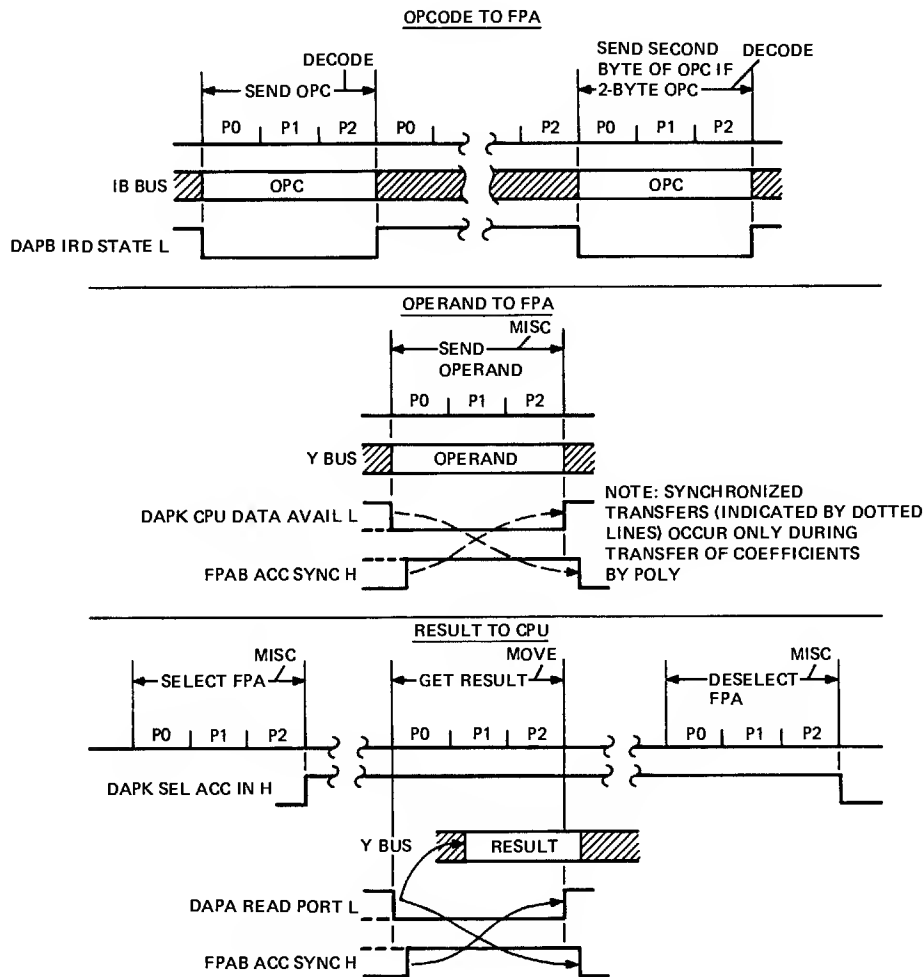 OPCODE TO FPA
DECODE
SEND OPC
SEND SECOND
BYTE OF OPC IF
2-BYTE OPC
DECODE
P0 P1 P2 P0 P2 P0 P1 P2
IB BUS OPC OPC
DAPB IRD STATE L
OPERAND TO FPA
MISC
SEND
OPERAND
P0 P1 P2
Y BUS OPERAND
DAPK CPU DATA AVAIL L
FPAB ACC SYNC H
NOTE: SYNCHRONIZED
TRANSFERS (INDICATED BY DOTTED
LINES) OCCUR ONLY DURING
TRANSFER OF COEFFICIENTS
BY POLY
RESULT TO CPU
MISC MOVE MISC
SELECT FPA GET RESULT DESELECT
FPA
P0 P1 P2 P0 P1 P2 P0 P1 P2
DAPK SEL ACC IN H
Y BUS RESULT
DAPA READ PORT L
FPAB ACC SYNC H